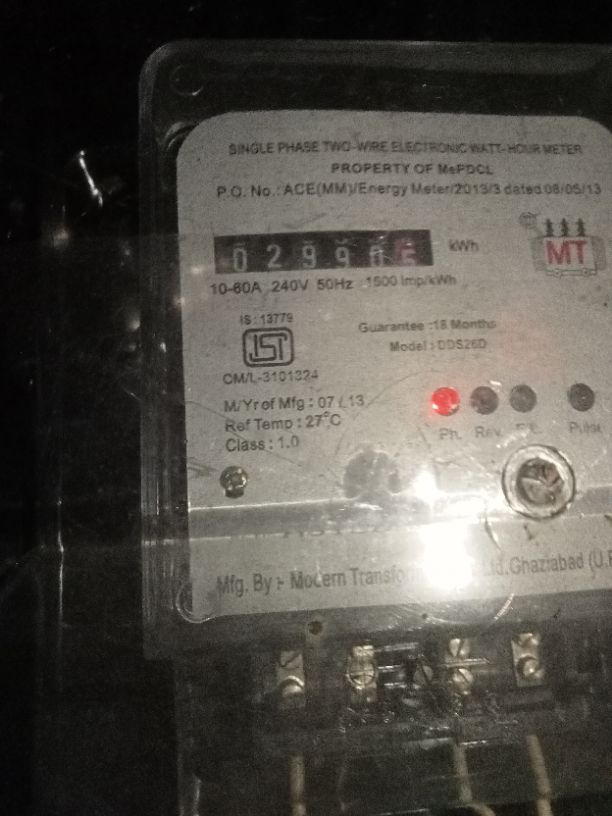 SINGLE PHASE TWO-WIRE ELECTRONIC WATT-HOUR METER
PROPERTY OF MePDCL
P.O. No.: ACE(MM)/Energy Meter/2013/3 dated 08/05/13
0 2 9 9 0
kWh
MT
10-60A 240V 50Hz 1600 Imp/kWh
IS : 13779
Guarantee :18 Months
Model : DDS26D
CM/L-3101324
M/Yr of Mfg : 07 / 13
Ref Temp : 27°C
Class : 1.0
Ph. Rev. Pulse
Mfg. By :- Modern Ltd. Ghaziabad